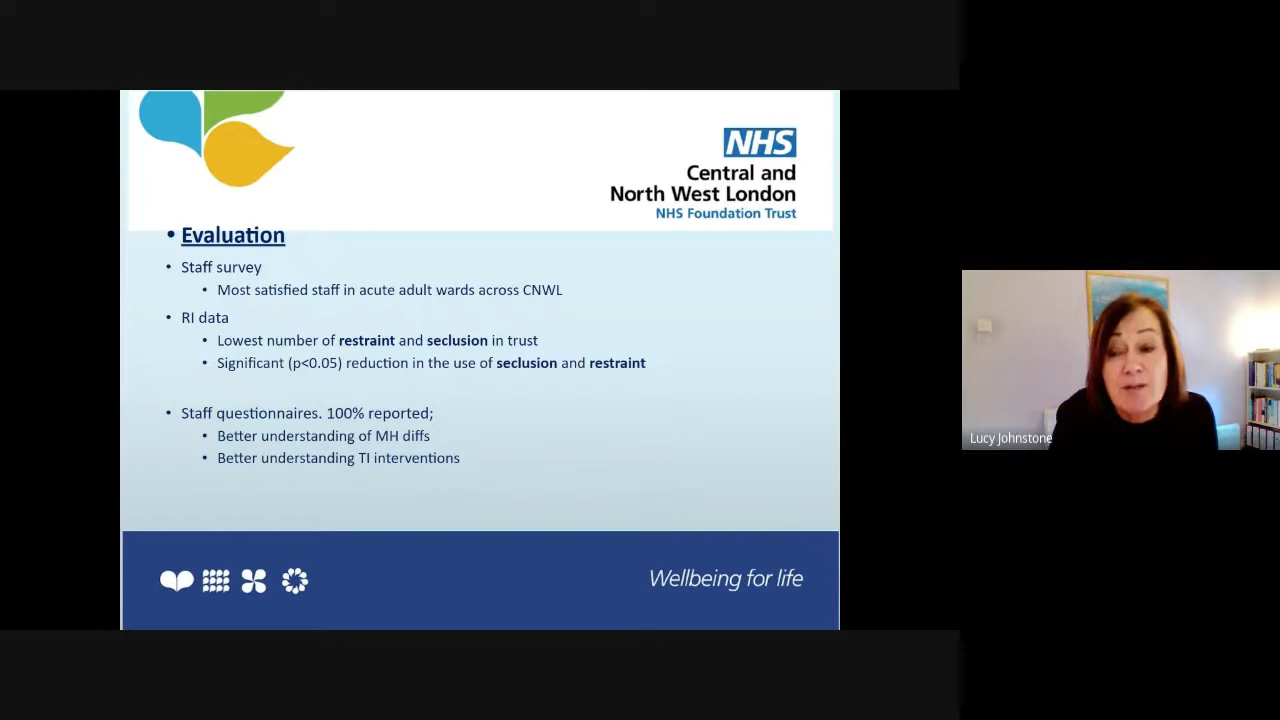 NHS
Central and
North West London
NHS Foundation Trust
• Evaluation
• Staff survey
• Most satisfied staff in acute adult wards across CNWL
• RI data
• Lowest number of restraint and seclusion in trust
• Significant (p<0.05) reduction in the use of seclusion and restraint
• Staff questionnaires. 100% reported;
• Better understanding of MH diffs
• Better understanding TI interventions
Wellbeing for life
Lucy Johnstone